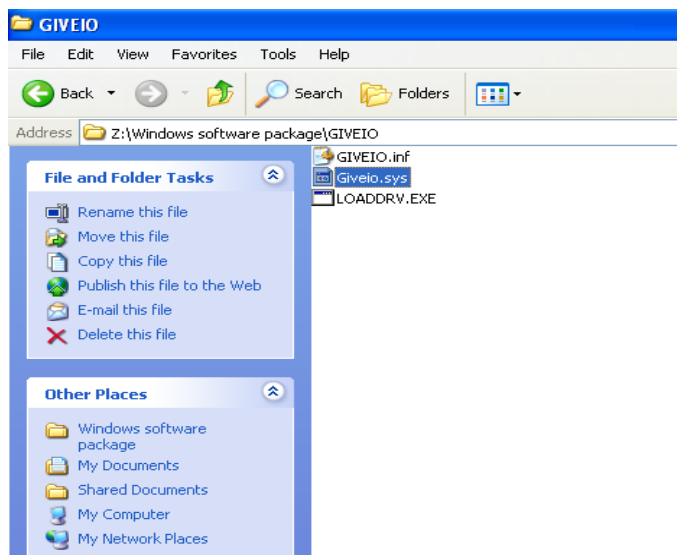 GIVEIO
File Edit View Favorites Tools Help
Back Search Folders
Address Z:\Windows software package\GIVEIO
File and Folder Tasks
Rename this file
Move this file
Copy this file
Publish this file to the Web
E-mail this file
Delete this file
Other Places
Windows software
package
My Documents
Shared Documents
My Computer
My Network Places
GIVEIO.inf
Giveio.sys
LOADDRV.EXE